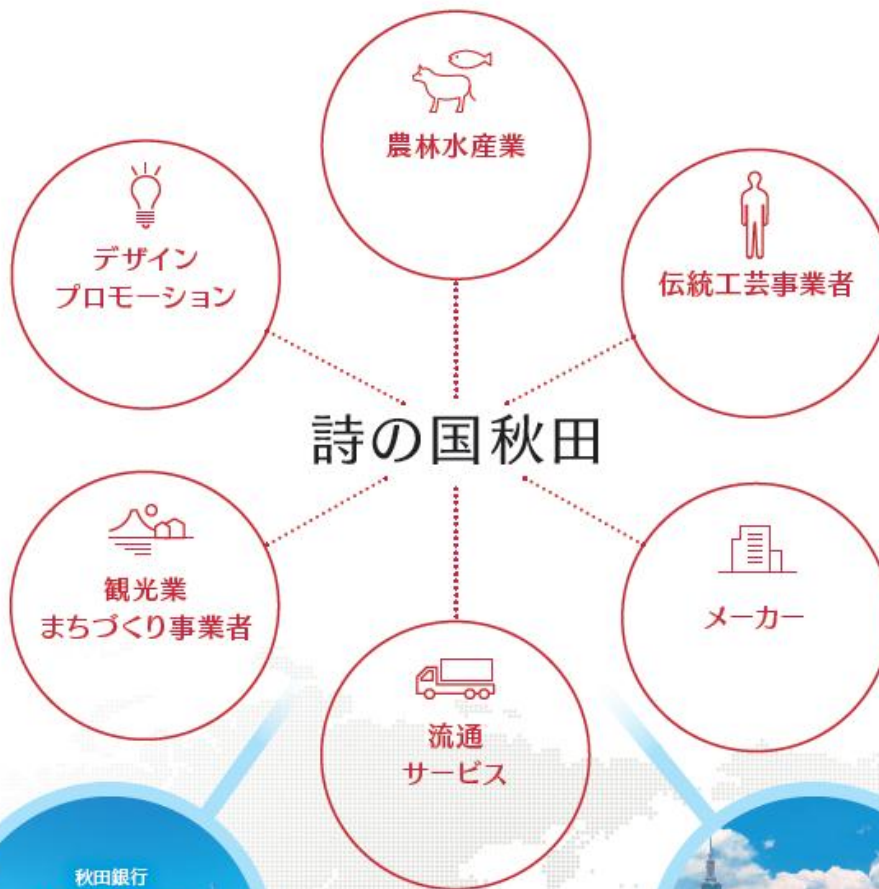 農林水産業
デザイン
プロモーション
伝統工芸事業者
詩の国秋田
観光業
まちづくり事業者
メーカー
流通
サービス
秋田銀行